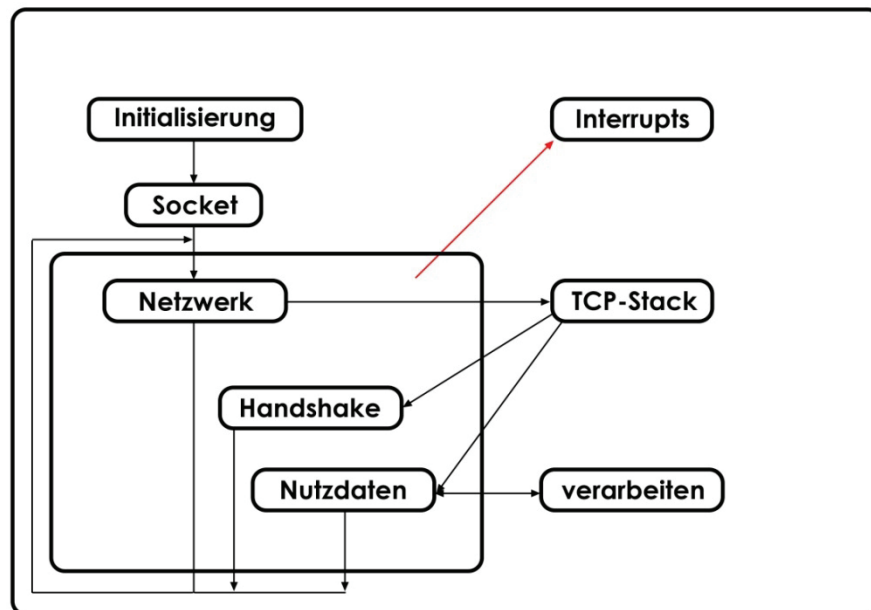 Initialisierung
Interrupts
Socket
Netzwerk
TCP-Stack
Handshake
Nutzdaten
verarbeiten